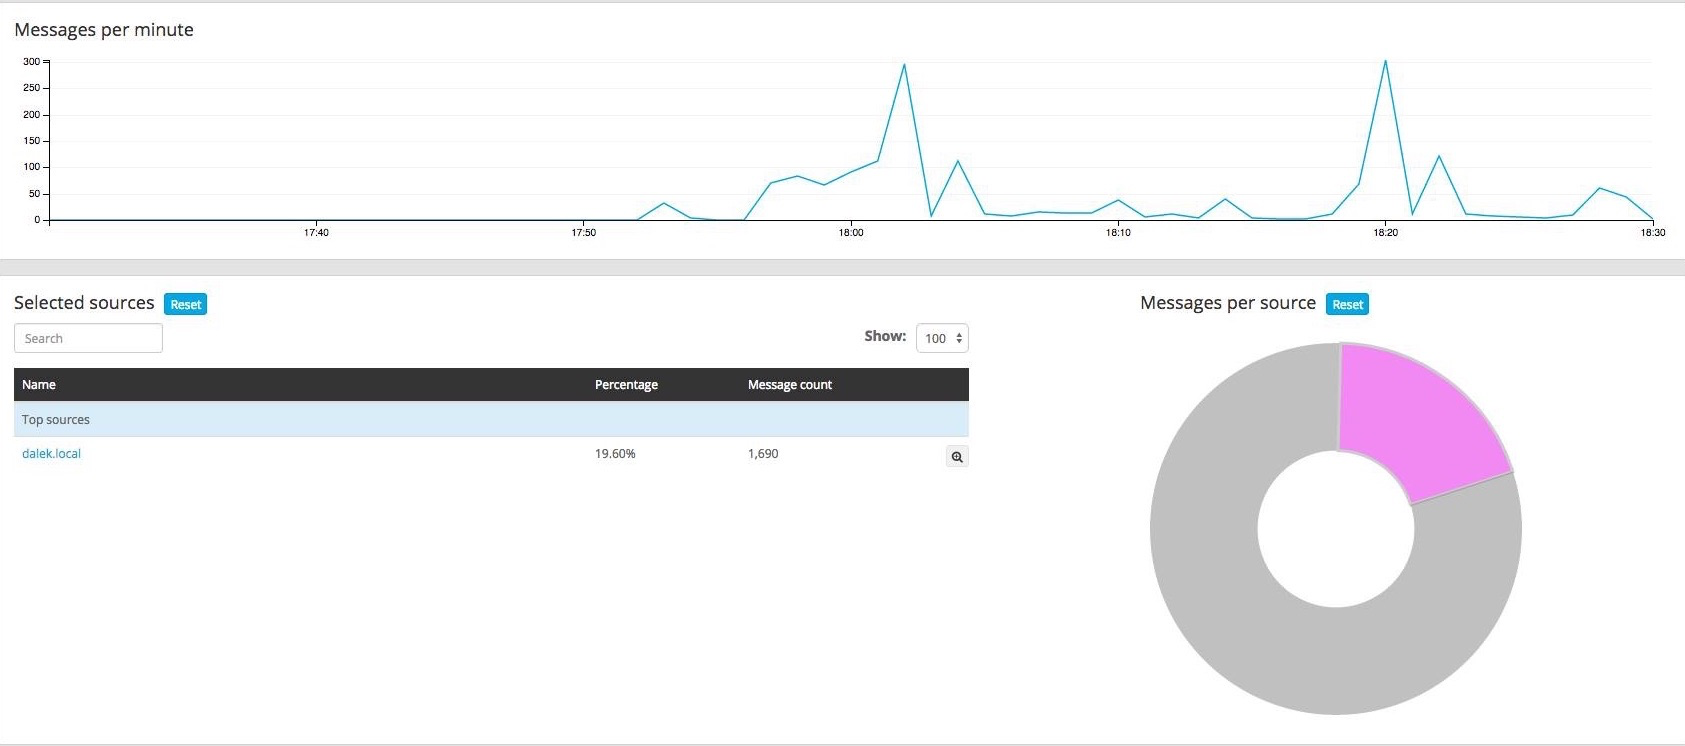 Messages per minute
300
250
200
150
100
50
0
17:40 17:50 18:00 18:10 18:20 18:30
Selected sources Reset
Search
Show: 100
Name Percentage Message count
Top sources
dalek.local 19.60% 1,690
Messages per source Reset